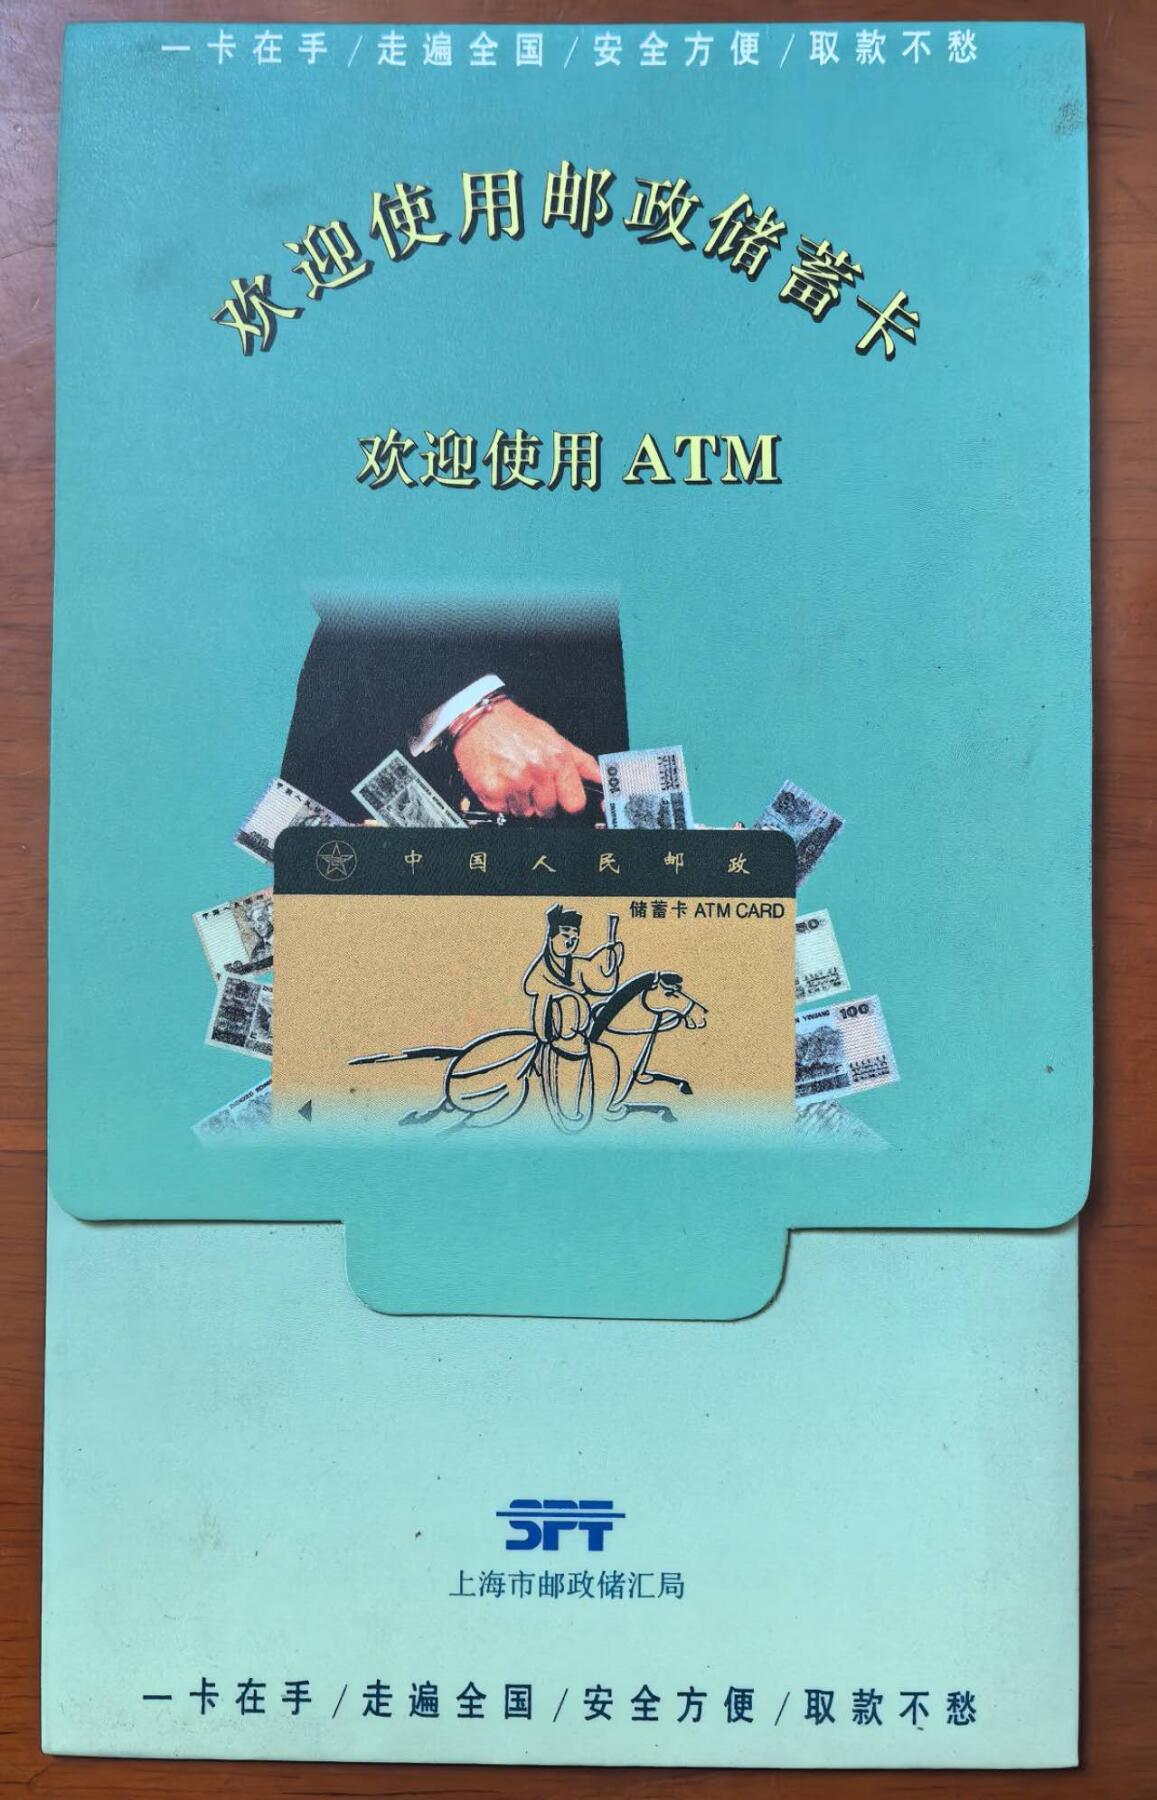 一卡在手/走遍全国/安全方便/取款不愁
欢迎使用邮政储蓄卡
欢迎使用 ATM
100
中国人民邮政
储蓄卡 ATM CARD
100
SPT
上海市邮政储汇局
一卡在手/走遍全国/安全方便/取款不愁